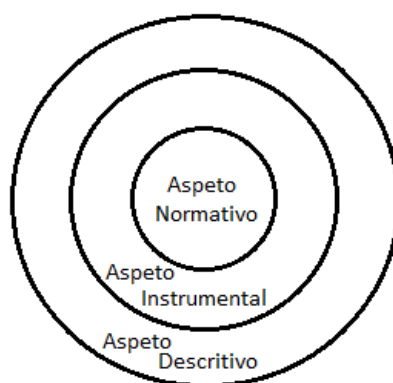 Aspeto
Normativo
Aspeto
Instrumental
Aspeto
Descritivo